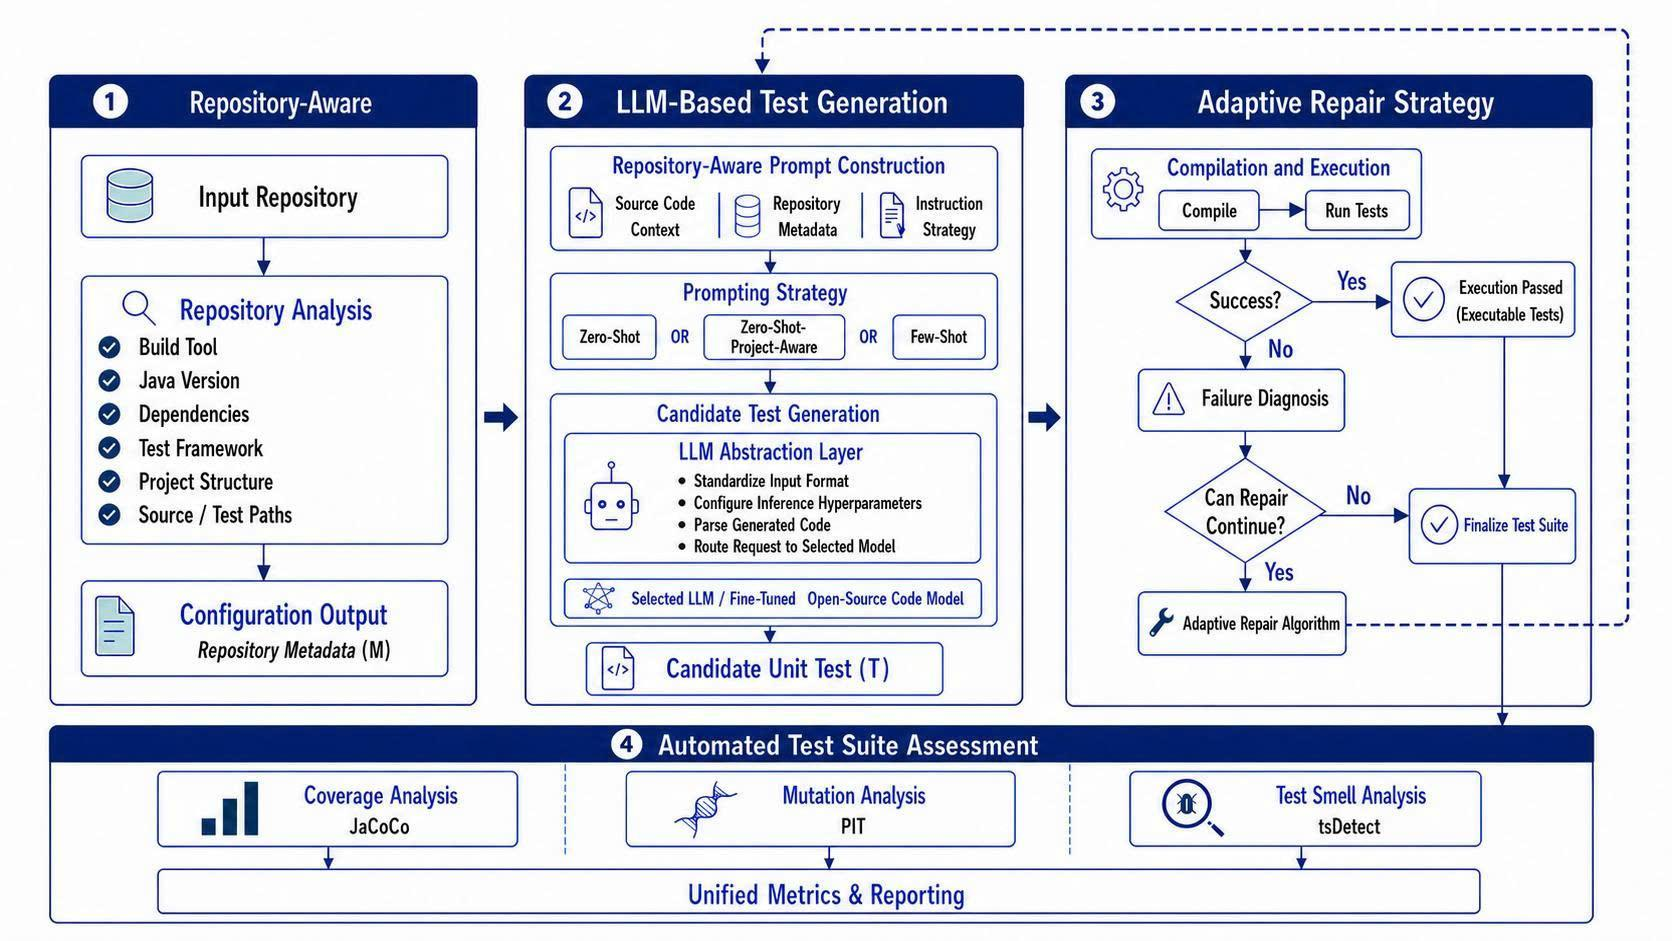 1 Repository-Aware
Input Repository
Repository Analysis
Build Tool
Java Version
Dependencies
Test Framework
Project Structure
Source / Test Paths
Configuration Output
Repository Metadata (M)
2 LLM-Based Test Generation
Repository-Aware Prompt Construction
</>
Source Code
Context
Repository
Metadata
Instruction
Strategy
Prompting Strategy
Zero-Shot
OR
Zero-Shot-
Project-Aware
OR
Few-Shot
Candidate Test Generation
LLM Abstraction Layer
• Standardize Input Format
• Configure Inference Hyperparameters
• Parse Generated Code
• Route Request to Selected Model
Selected LLM / Fine-Tuned Open-Source Code Model
</>
Candidate Unit Test (T)
3 Adaptive Repair Strategy
Compilation and Execution
Compile
Run Tests
Success?
Yes
Execution Passed
(Executable Tests)
No
Failure Diagnosis
Can Repair
Continue?
No
Finalize Test Suite
Yes
Adaptive Repair Algorithm
4 Automated Test Suite Assessment
Coverage Analysis
JaCoCo
Mutation Analysis
PIT
Test Smell Analysis
tsDetect
Unified Metrics & Reporting